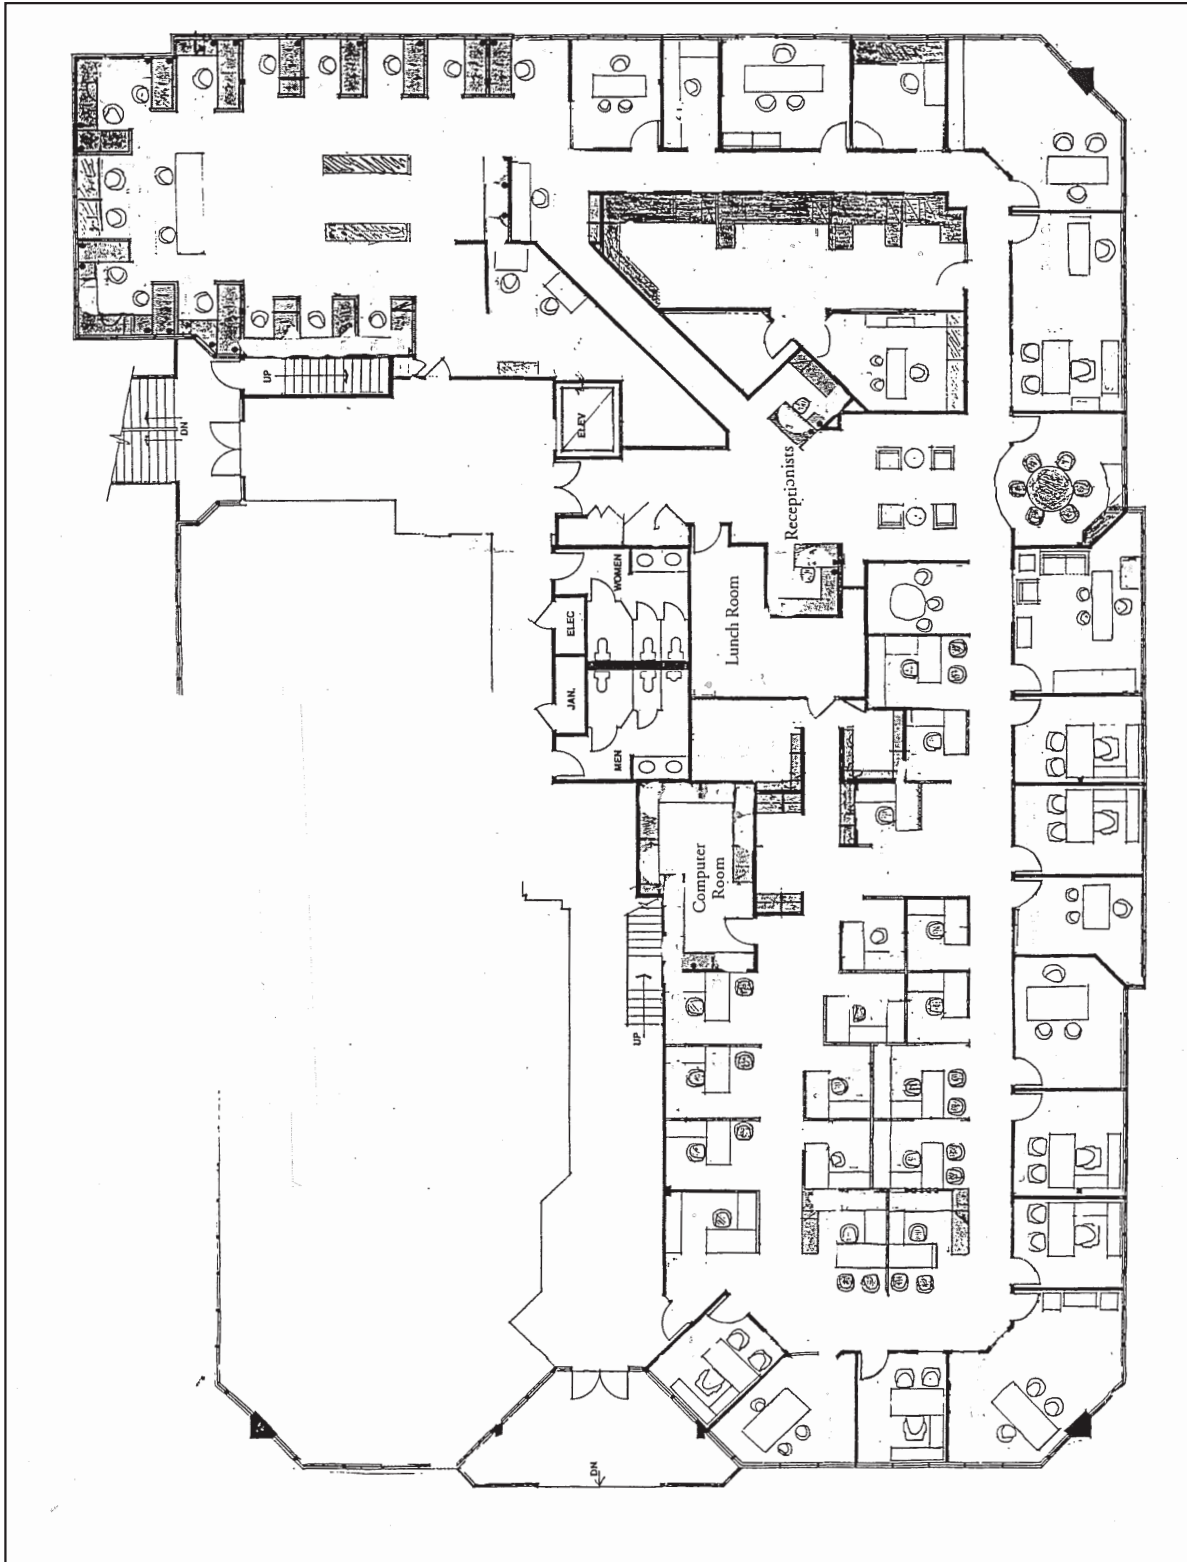 UP
DN
ELEV
Receptionists
WOMEN
ELEC
Lunch Room
JAN.
MEN
Computer
Room
UP
DN